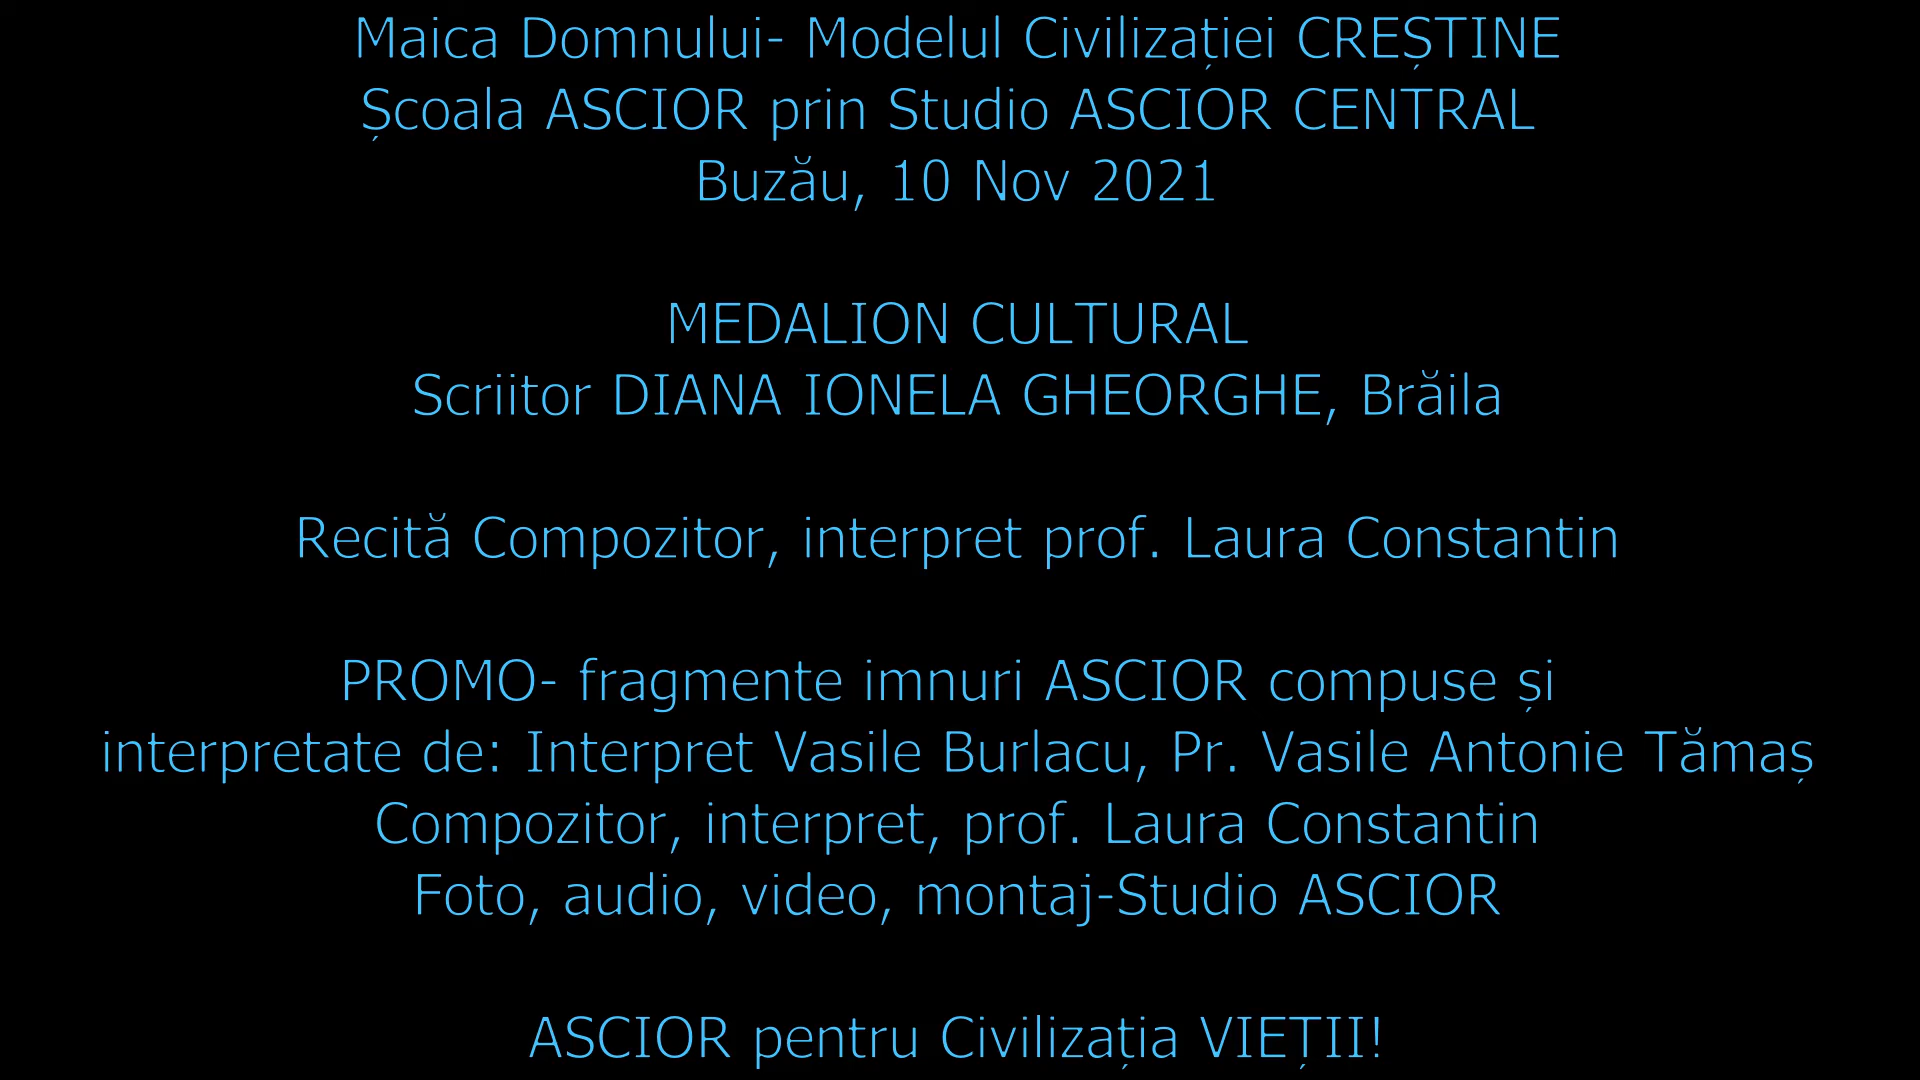 Maica Domnului- Modelul Civilizației CREȘTINE
Școala ASCIOR prin Studio ASCIOR CENTRAL
Buzău, 10 Nov 2021
MEDALION CULTURAL
Scriitor DIANA IONELA GHEORGHE, Brăila
Recită Compozitor, interpret prof. Laura Constantin
PROMO- fragmente imnuri ASCIOR compuse și
interpretate de: Interpret Vasile Burlacu, Pr. Vasile Antonie Tămaș
Compozitor, interpret, prof. Laura Constantin
Foto, audio, video, montaj-Studio ASCIOR
ASCIOR pentru Civilizația VIEȚII!